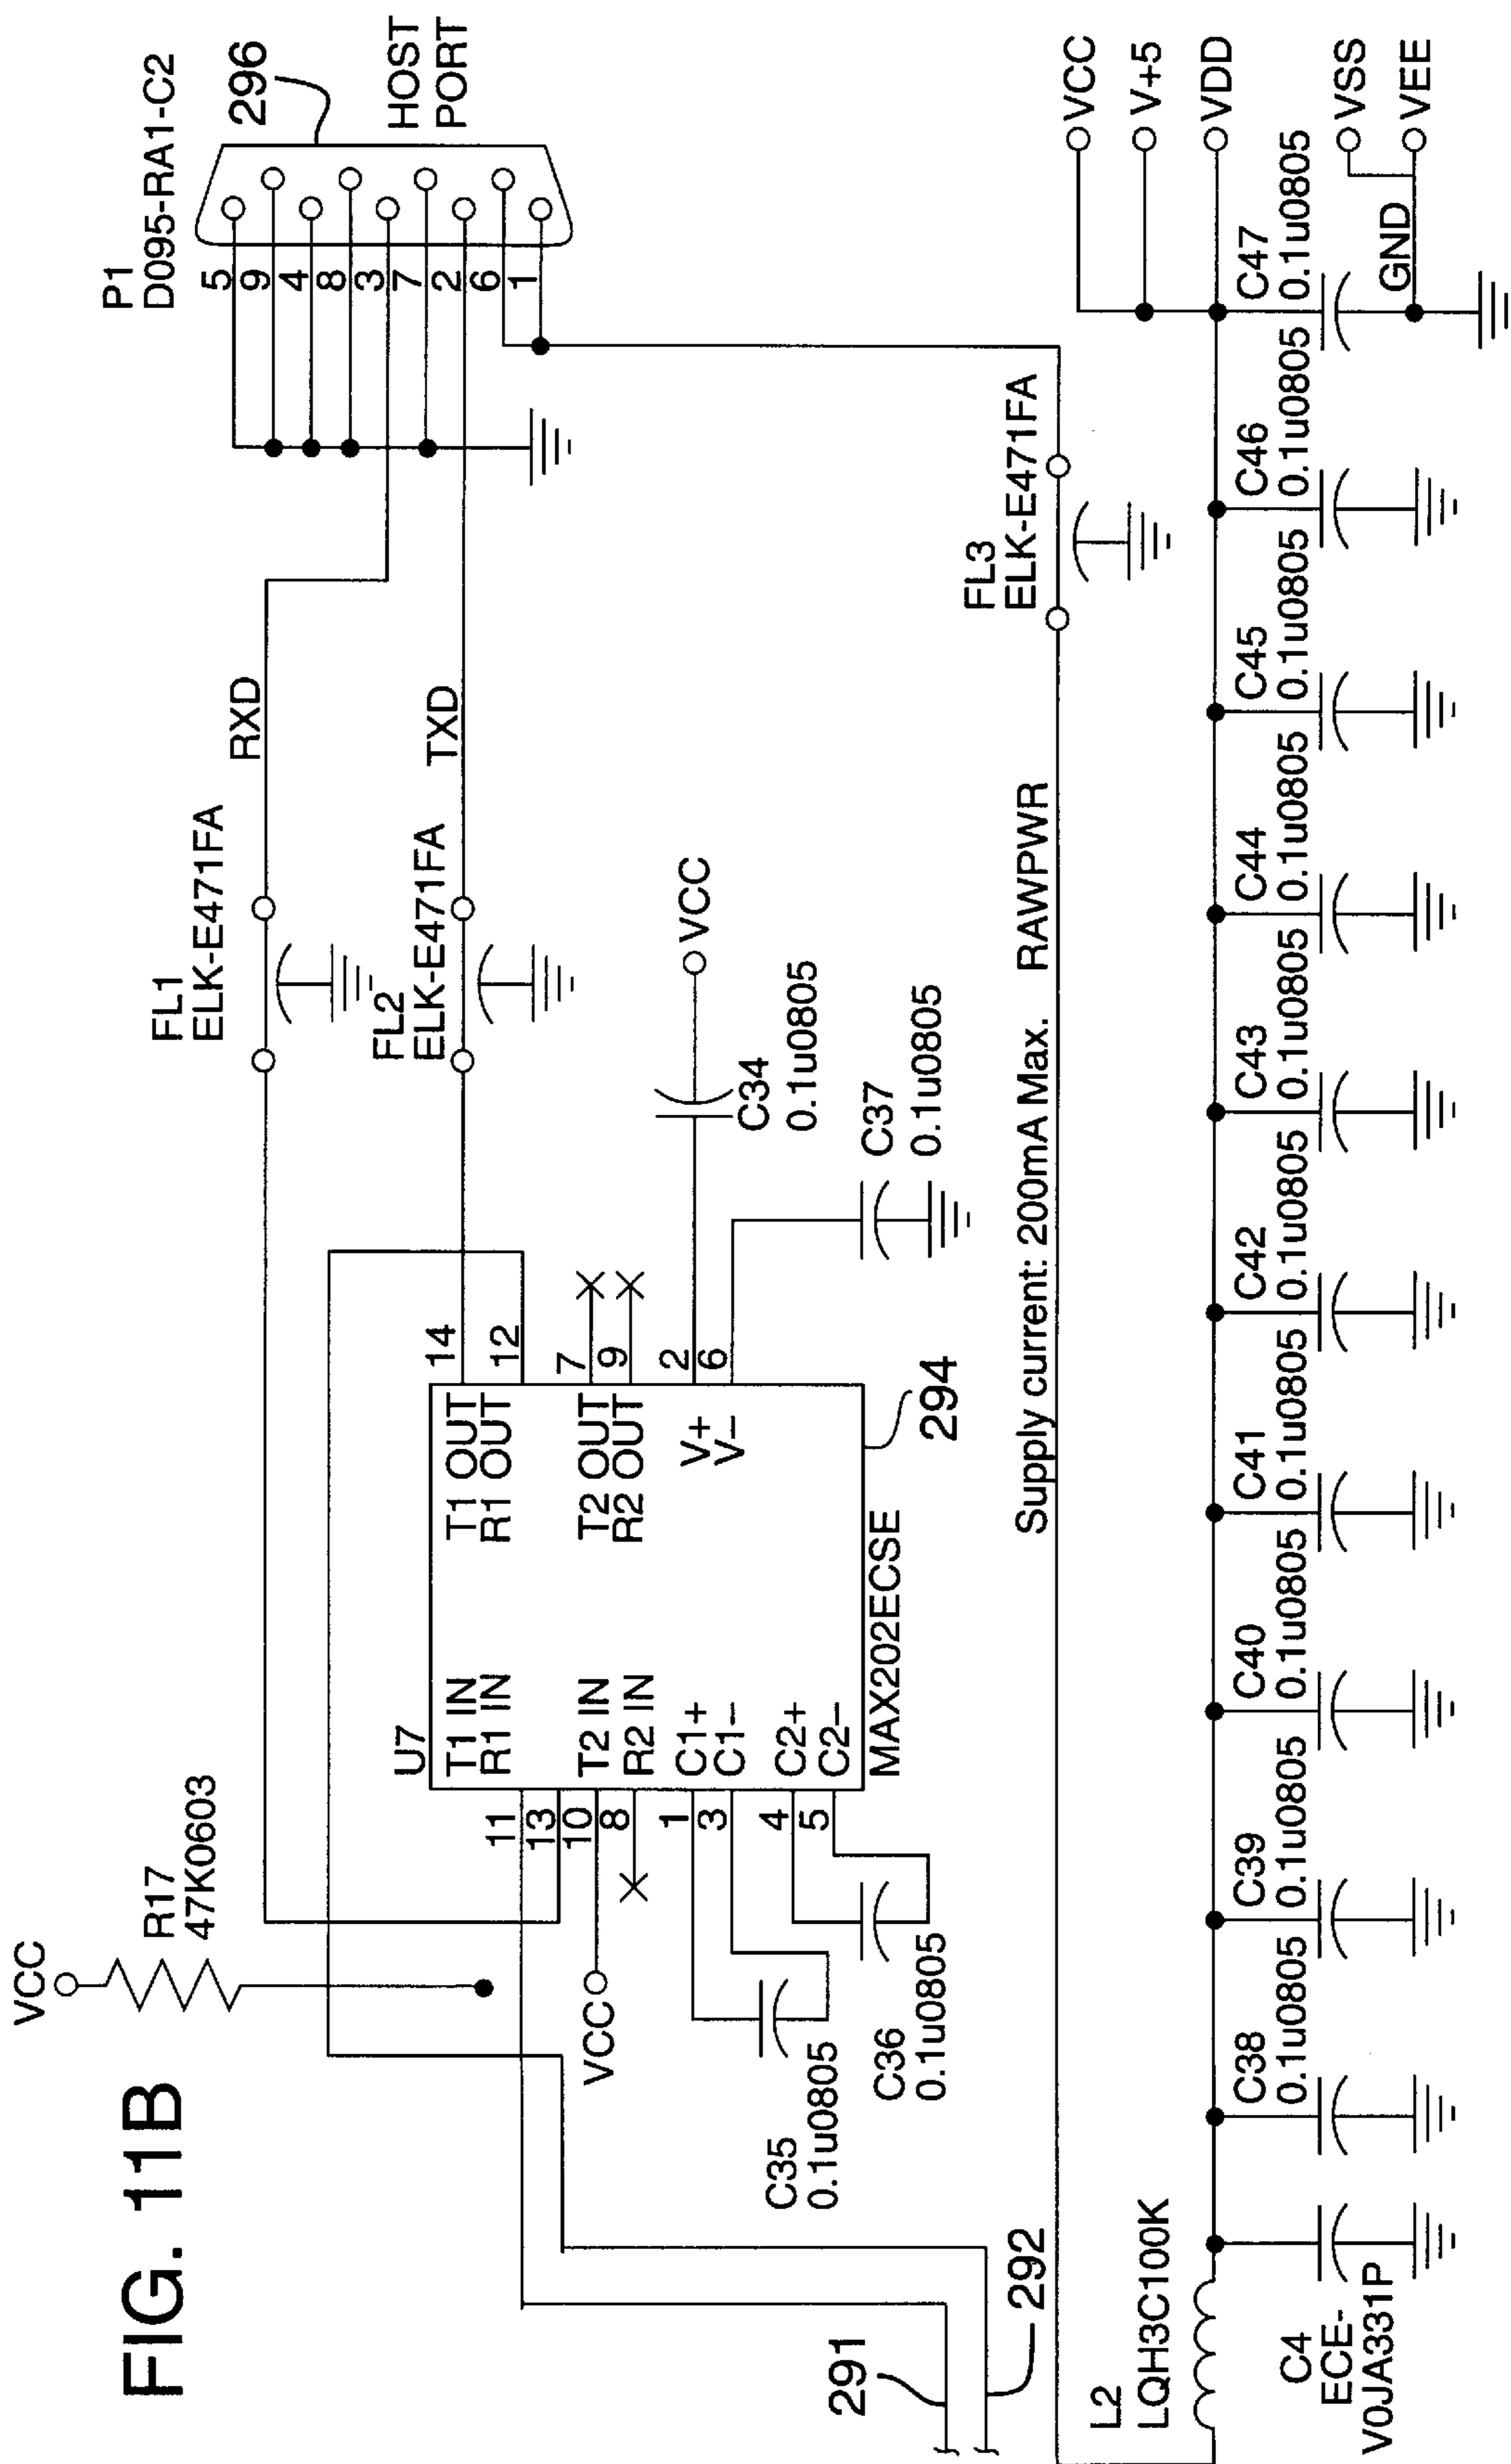 FIG. 11B
VCC
R17
47K0603
P1
D095-RA1-C2
296
HOST
PORT
5
9
4
8
3
7
2
6
1
RXD
TXD
FL1
ELK-E471FA
FL2
ELK-E471FA
U7
T1 IN
R1 IN
T2 IN
R2 IN
C1+
C1-
C2+
C2-
T1 OUT
R1 OUT
T2 OUT
R2 OUT
V+
V-
MAX202ECSE
11
13
10
8
1
3
4
5
14
12
7
9
2
6
294
VCC
VCC
C34
0.1u0805
C37
0.1u0805
C35
0.1u0805
C36
0.1u0805
291
292
Supply current: 200mA Max. RAWPWR
FL3
ELK-E471FA
L2
LQH3C100K
C4
ECE-
V0JA331P
C38
0.1u0805
C39
0.1u0805
C40
0.1u0805
C41
0.1u0805
C42
0.1u0805
C43
0.1u0805
C44
0.1u0805
C45
0.1u0805
C46
0.1u0805
C47
0.1u0805
GND
VCC
V+5
VDD
VSS
VEE